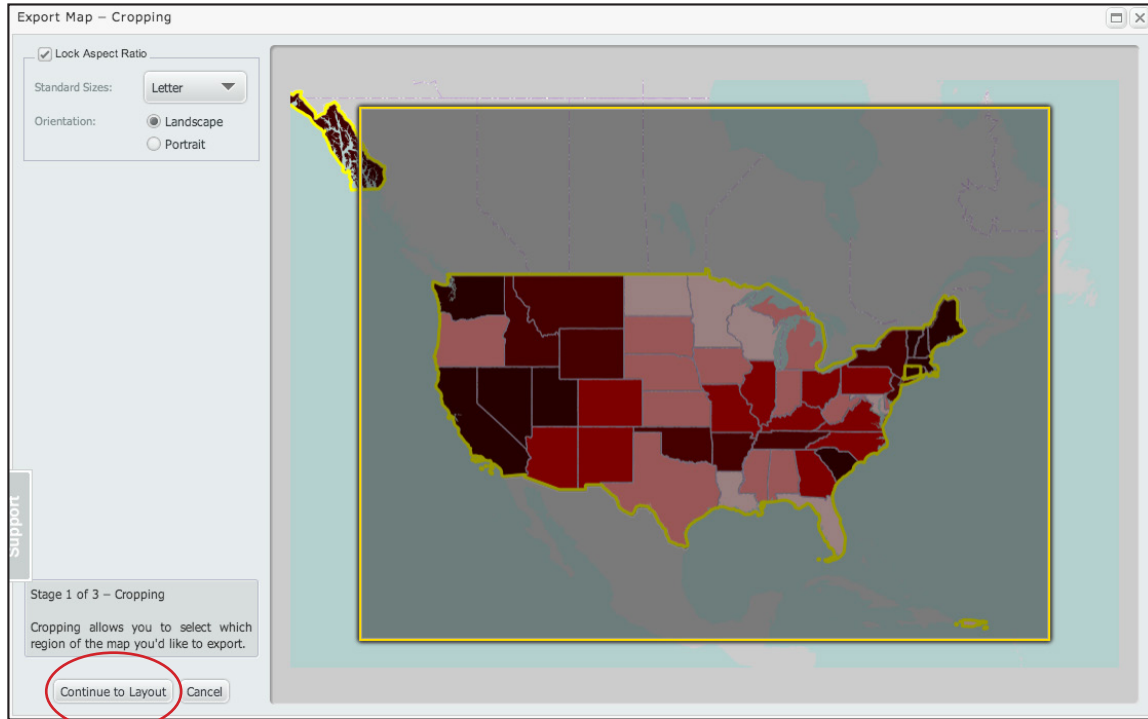 Export Map – Cropping
Lock Aspect Ratio
Standard Sizes:
Letter
Orientation:
Landscape
Portrait
Support
Stage 1 of 3 – Cropping
Cropping allows you to select which
region of the map you'd like to export.
Continue to Layout
Cancel